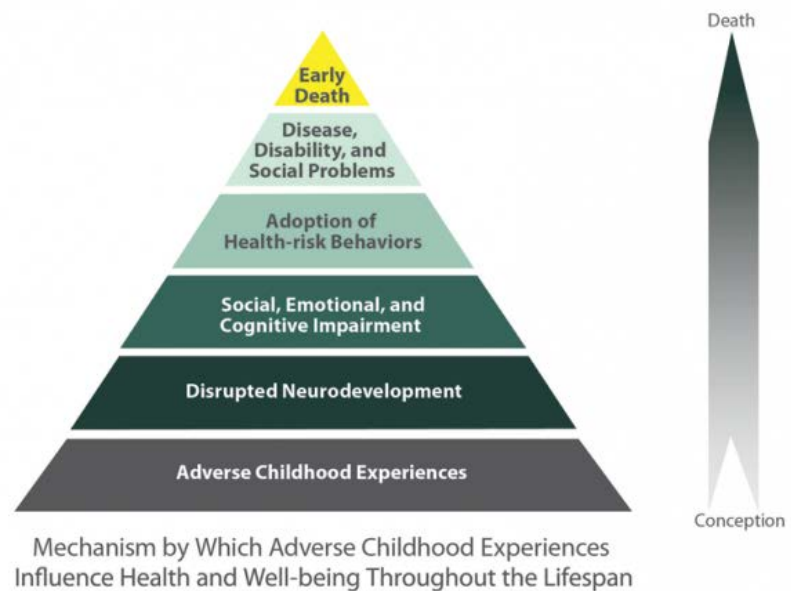 Death
Early
Death
Disease,
Disability, and
Social Problems
Adoption of
Health-risk Behaviors
Social, Emotional, and
Cognitive Impairment
Disrupted Neurodevelopment
Adverse Childhood Experiences
Conception
Mechanism by Which Adverse Childhood Experiences
Influence Health and Well-being Throughout the Lifespan